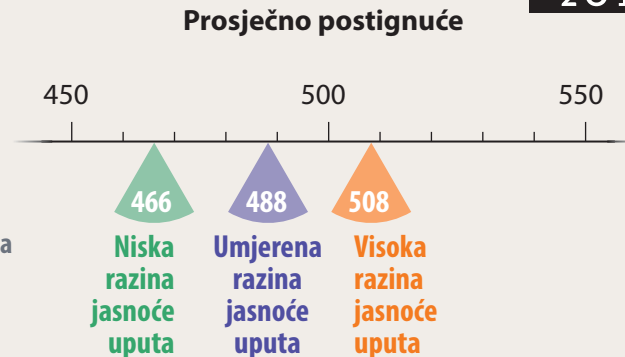 Prosječno postignuće
450 500 550
466 488 508
Niska
razina
jasnoće
uputa
Umjerena
razina
jasnoće
uputa
Visoka
razina
jasnoće
uputa